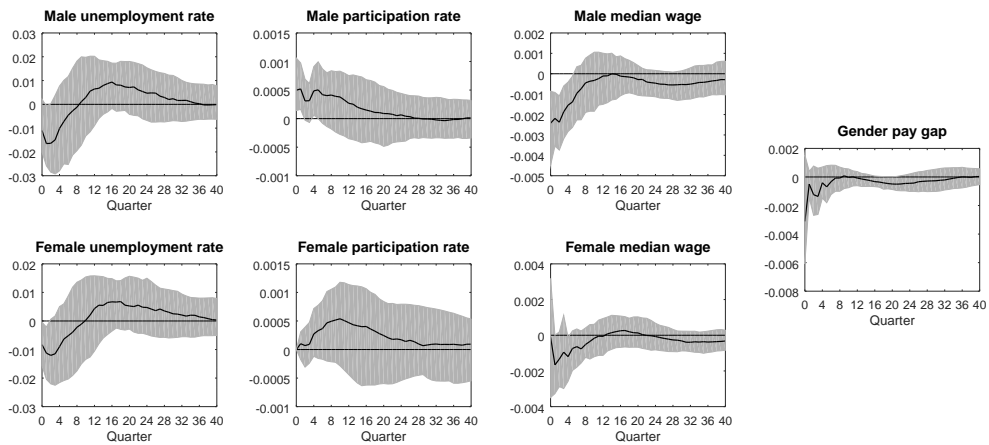 Male unemployment rate
0.03
0.02
0.01
0
-0.01
-0.02
-0.03
0 4 8 12 16 20 24 28 32 36 40
Quarter
Male participation rate
0.0015
0.001
0.0005
0
-0.0005
-0.001
0 4 8 12 16 20 24 28 32 36 40
Quarter
Male median wage
0.002
0.001
0
-0.001
-0.002
-0.003
-0.004
-0.005
0 4 8 12 16 20 24 28 32 36 40
Quarter
Gender pay gap
0.002
0
-0.002
-0.004
-0.006
-0.008
0 4 8 12 16 20 24 28 32 36 40
Quarter
Female unemployment rate
0.02
0.01
0
-0.01
-0.02
-0.03
0 4 8 12 16 20 24 28 32 36 40
Quarter
Female participation rate
0.0015
0.001
0.0005
0
-0.0005
-0.001
0 4 8 12 16 20 24 28 32 36 40
Quarter
Female median wage
0.004
0.002
0
-0.002
-0.004
0 4 8 12 16 20 24 28 32 36 40
Quarter